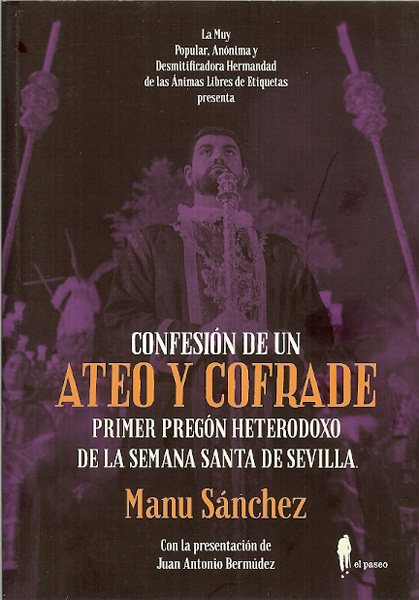 La Muy
Popular, Anónima y
Desmitificadora Hermandad
de las Ánimas Libres de Etiquetas
presenta
CONFESIÓN DE UN
ATEO Y COFRADE
PRIMER PREGÓN HETERODOXO
DE LA SEMANA SANTA DE SEVILLA.
Manu Sánchez
Con la presentación de
Juan Antonio Bermúdez
el paseo